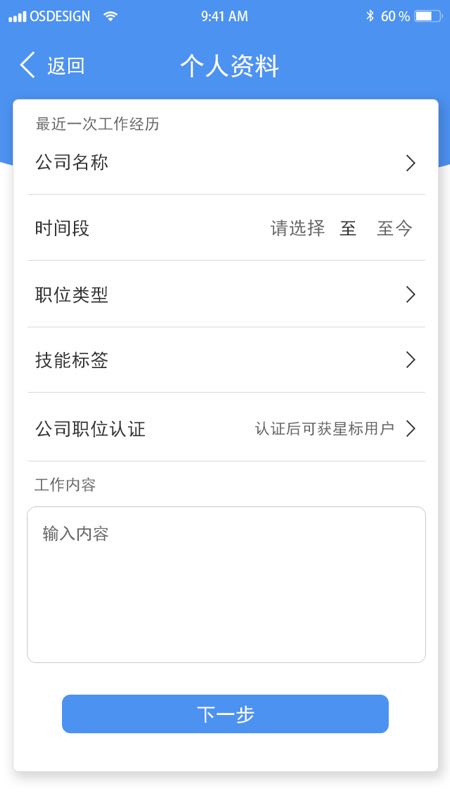 OSDESIGN 9:41 AM 60 %
返回 个人资料
最近一次工作经历
公司名称
时间段 请选择 至 至今
职位类型
技能标签
公司职位认证 认证后可获星标用户
工作内容
输入内容
下一步